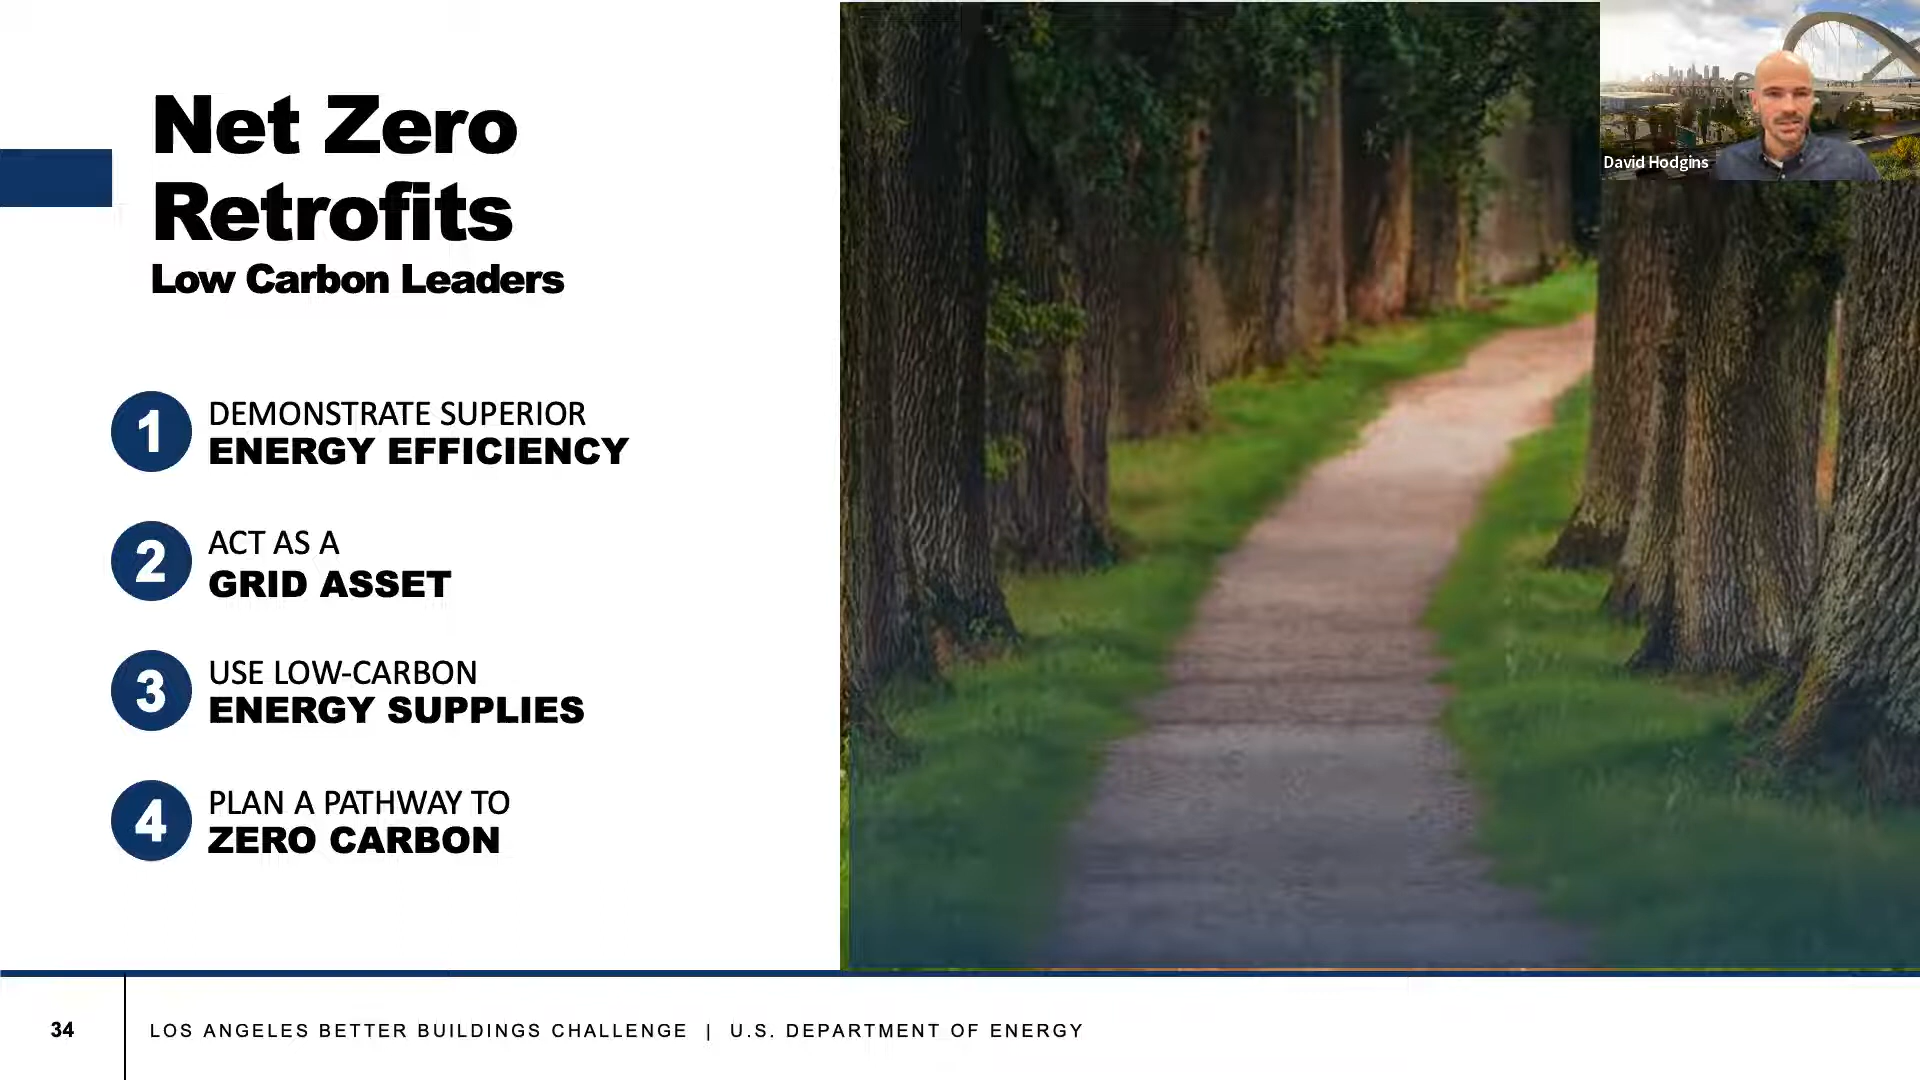 Net Zero
Retrofits
Low Carbon Leaders
1
DEMONSTRATE SUPERIOR
ENERGY EFFICIENCY
2
ACT AS A
GRID ASSET
3
USE LOW-CARBON
ENERGY SUPPLIES
4
PLAN A PATHWAY TO
ZERO CARBON
David Hodgins
34
LOS ANGELES BETTER BUILDINGS CHALLENGE | U.S. DEPARTMENT OF ENERGY